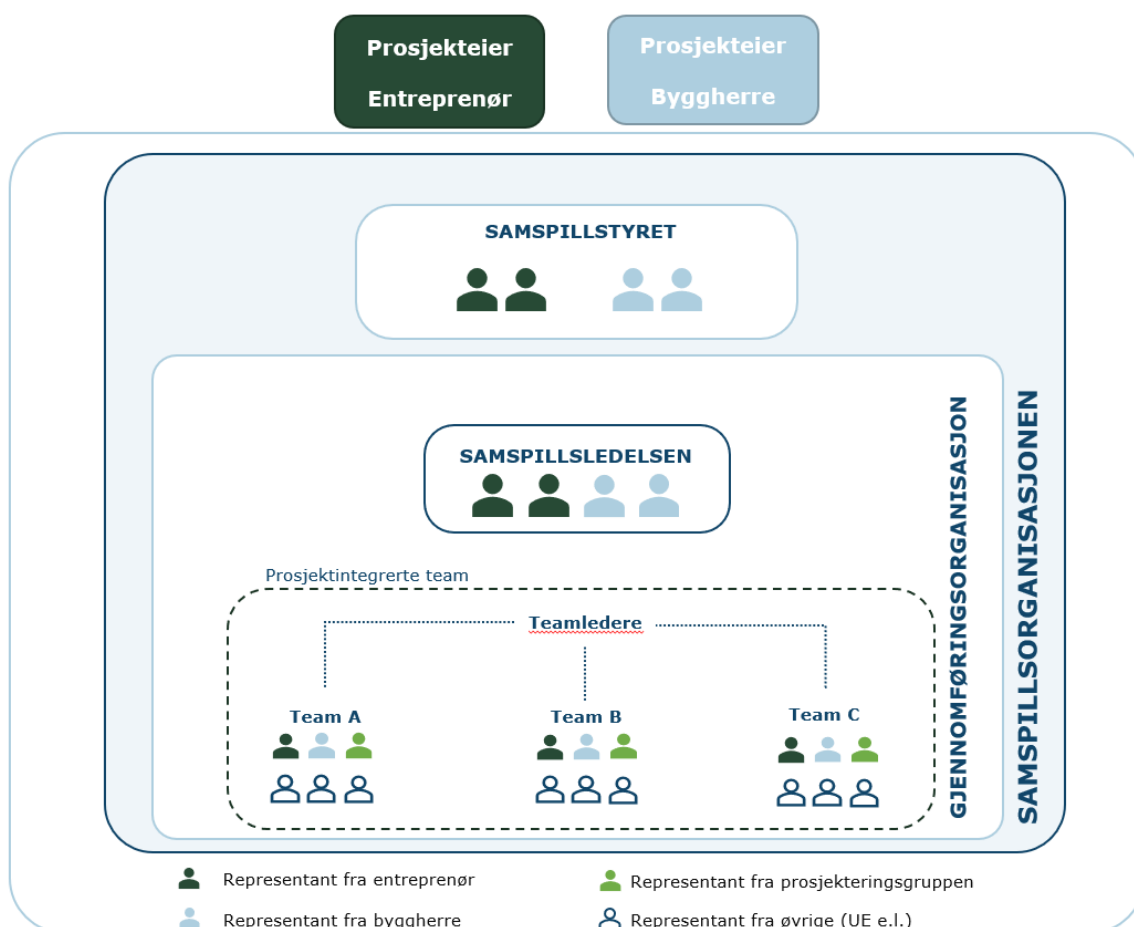 Prosjekteier
Entreprenør
Prosjekteier
Byggherre
SAMSPILLSTYRET
SAMSPILLSLEDELSEN
Prosjektintegrerte team
Teamledere
Team A
Team B
Team C
GJENNOMFØRINGSORGANISASJON
SAMSPILLSORGANISASJONEN
Representant fra entreprenør
Representant fra prosjekteringsgruppen
Representant fra byggherre
Representant fra øvrige (UE e.l.)